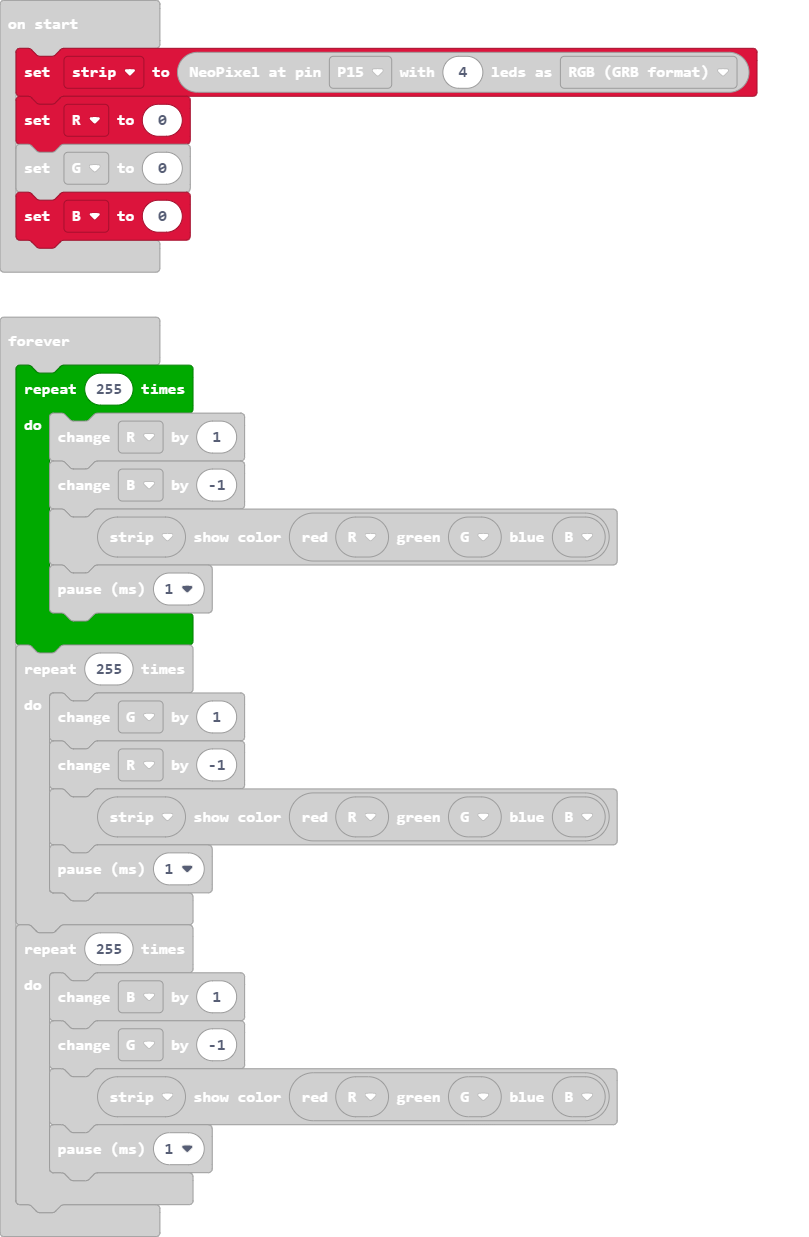 on start
set strip to NeoPixel at pin P15 with 4 leds as RGB (GRB format)
set R to 0
set G to 0
set B to 0
forever
repeat 255 times
do
change R by 1
change B by -1
strip show color red R green G blue B
pause (ms) 1
repeat 255 times
do
change G by 1
change R by -1
strip show color red R green G blue B
pause (ms) 1
repeat 255 times
do
change B by 1
change G by -1
strip show color red R green G blue B
pause (ms) 1